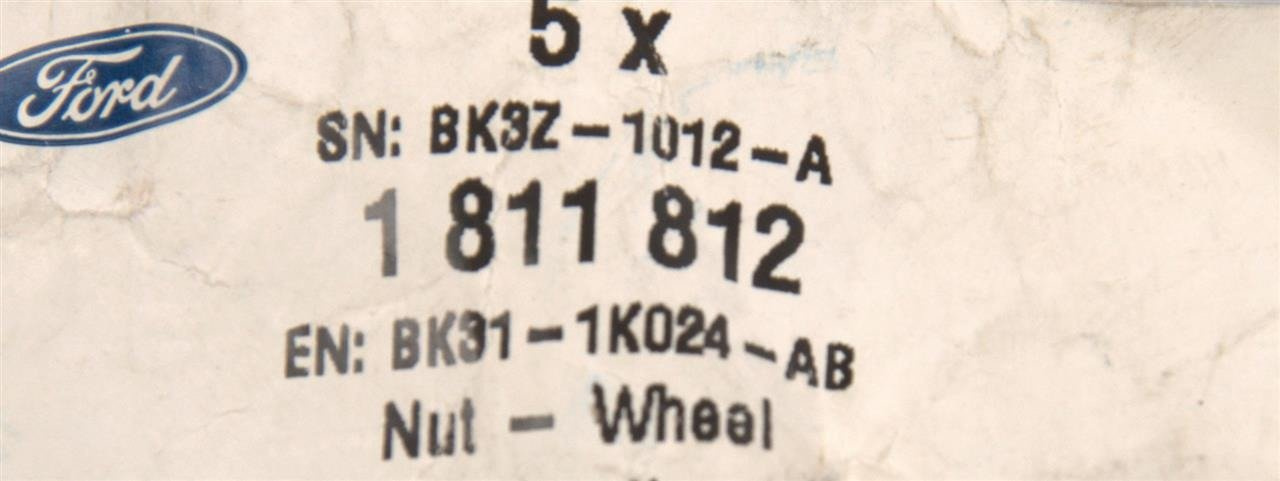 5 x
Ford
SN: BK3Z-1012-A
1 811 812
EN: BK31-1K024-AB
Nut - Wheel